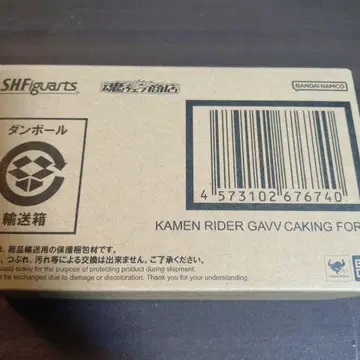 S.H.Figuarts
魂ウェブ商店
BANDAI NAMCO
ダンボール
輸送箱
4 573102 676740
KAMEN RIDER GAVV CAKING FOR
は、商品輸送用の保護梱包材です。
つぶれ、汚れ等による交換は出来ません。ご了承ください。
used solely for the purpose of protecting product during shipment.
be exchanged due to damage or discoloration. Thank you for your understanding.